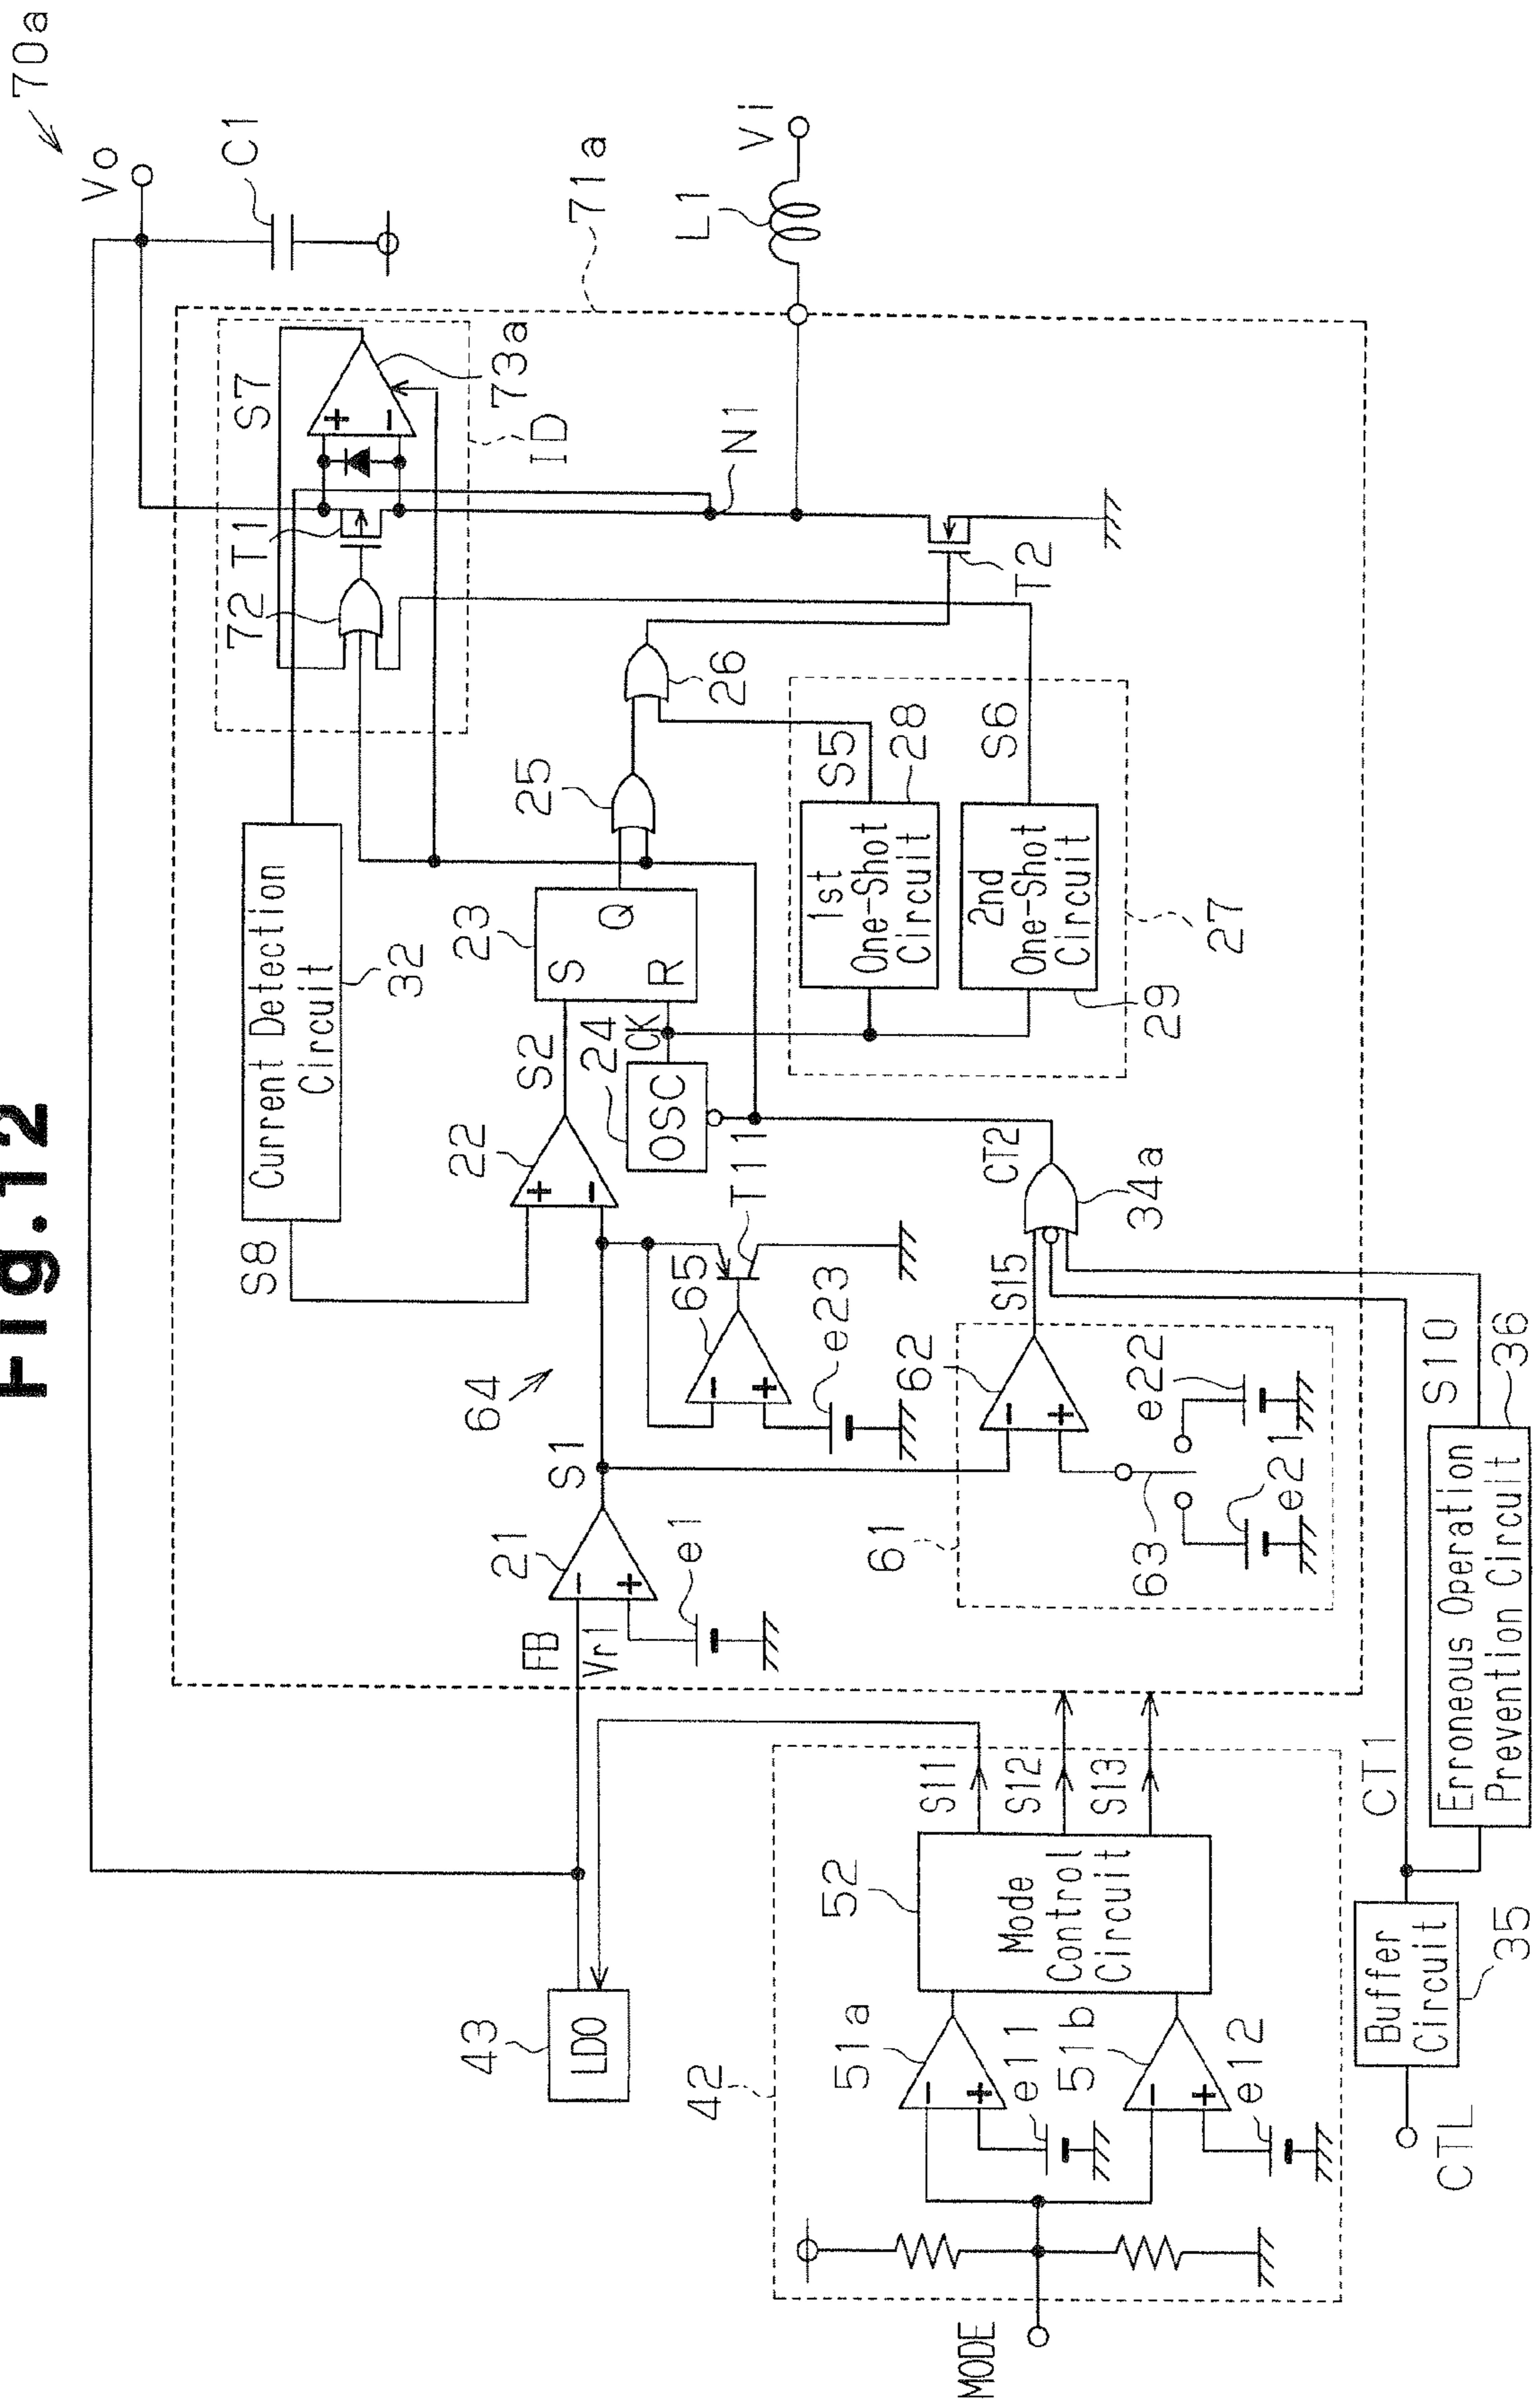 Fig.12
70a
Vo
C1
71a
L1
Vi
S7
73a
ID
N1
T1
72
T2
26
25
Current Detection
Circuit
32
S8
23
S
Q
R
S2
22
24
CK
OSC
S5
1st
One-Shot
Circuit
28
S6
2nd
One-Shot
Circuit
29
27
T11
CT2
34a
64
65
e23
S15
62
61
63
e22
e21
S1
21
e1
FB
Vr1
+
−
+
−
+
−
−
+
−
+
−
+
−
+
43
LDO
42
S11
S12
S13
52
Mode
Control
Circuit
51a
e11
51b
e12
MODE
CT1
S10
36
Erroneous Operation
Prevention Circuit
Buffer
Circuit
35
CTL